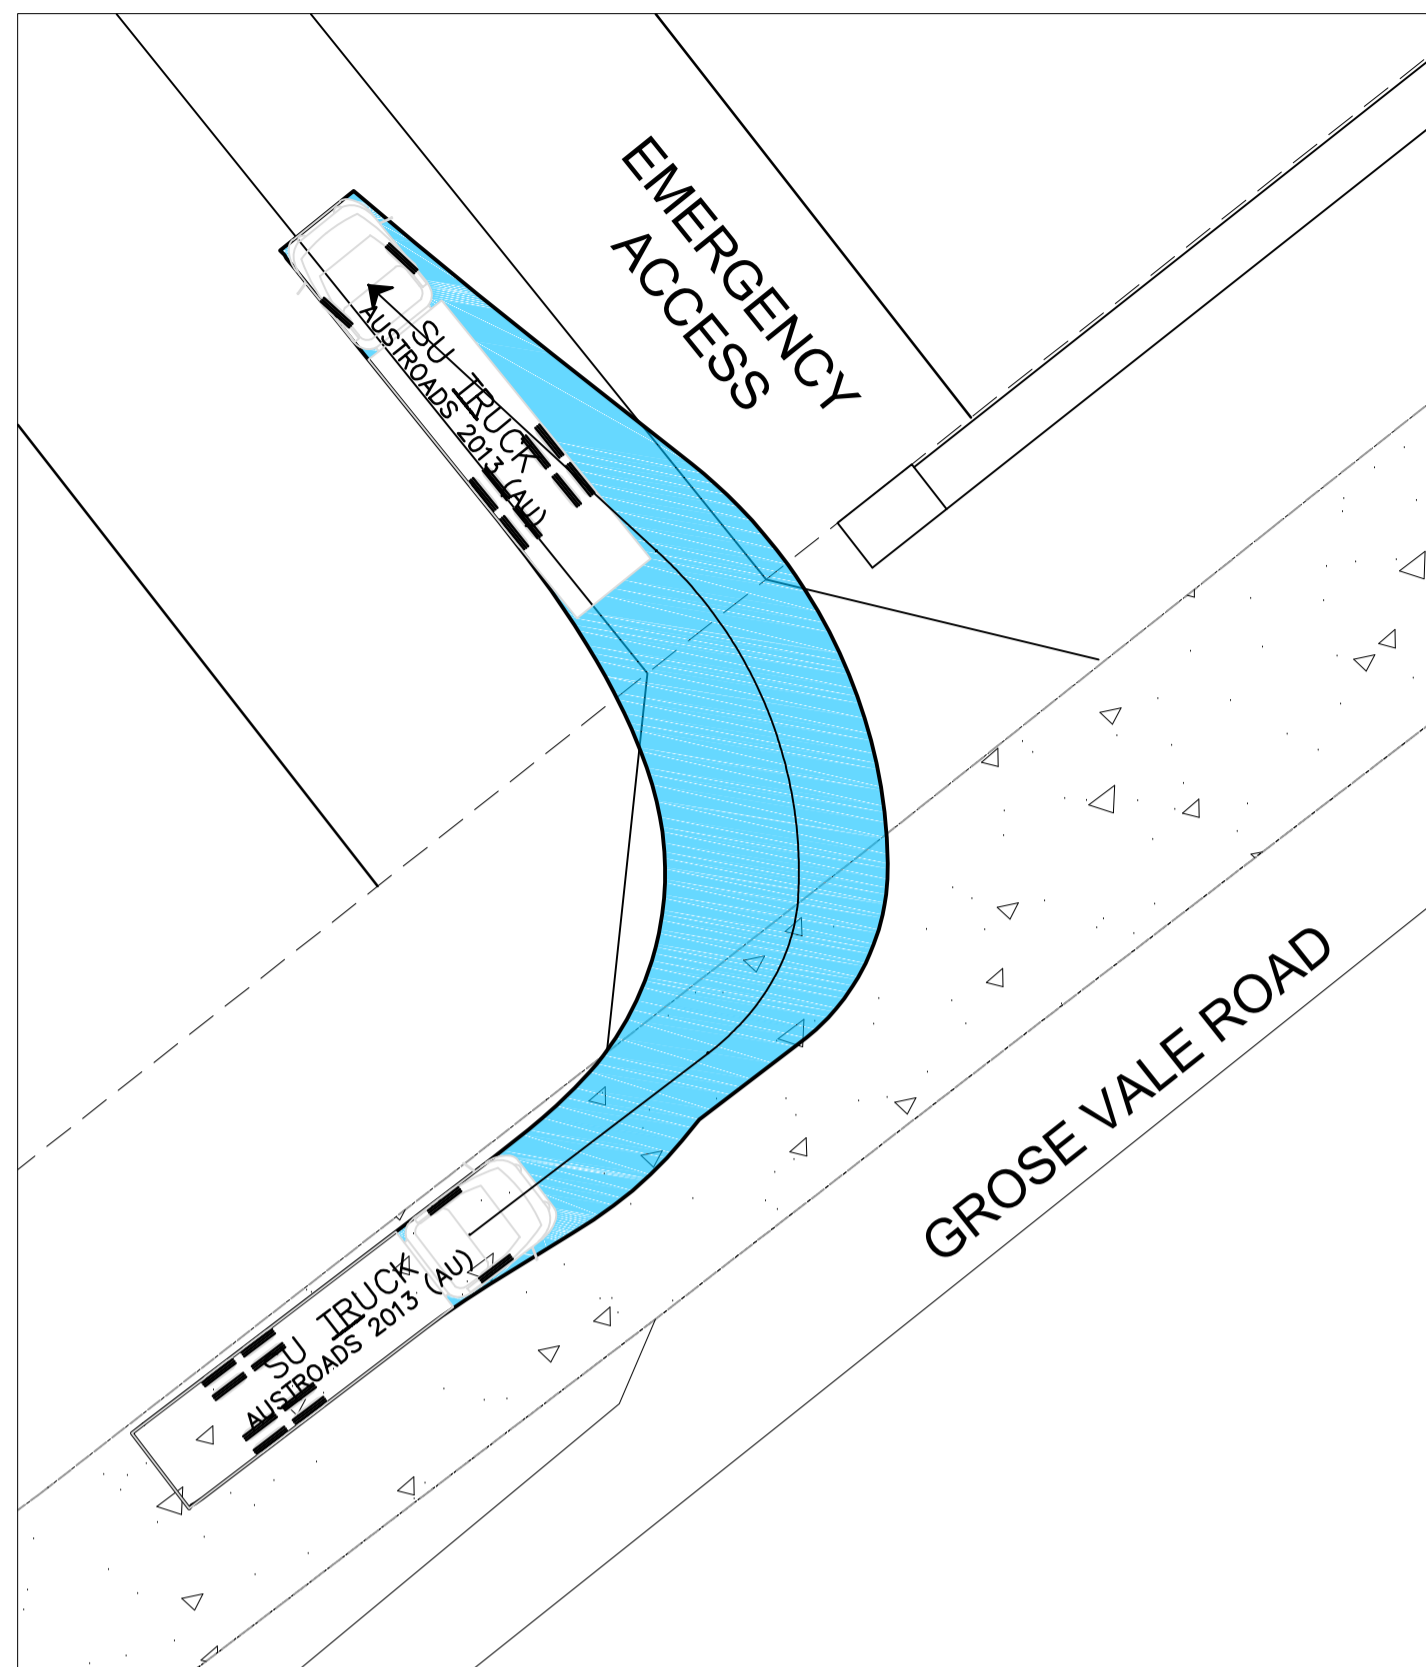 EMERGENCY
ACCESS
SU TRUCK
AUSTROADS 2013 (AU)
GROSE VALE ROAD
SU TRUCK
AUSTROADS 2013 (AU)